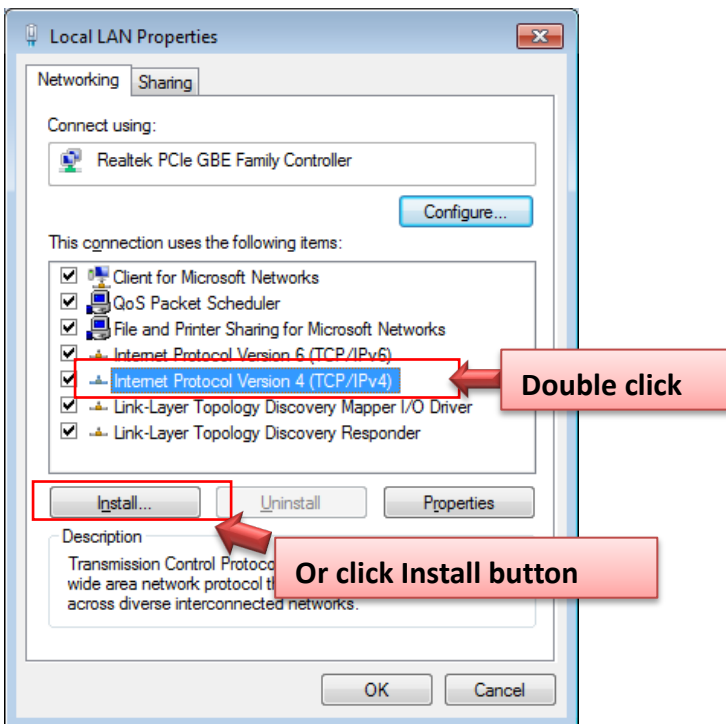 Local LAN Properties
Networking Sharing
Connect using:
Realtek PCIe GBE Family Controller
Configure...
This connection uses the following items:
Client for Microsoft Networks
QoS Packet Scheduler
File and Printer Sharing for Microsoft Networks
Internet Protocol Version 6 (TCP/IPv6)
Internet Protocol Version 4 (TCP/IPv4)
Double click
Link-Layer Topology Discovery Mapper I/O Driver
Link-Layer Topology Discovery Responder
Install... Uninstall Properties
Description
Transmission Control
wide area network protocol
Or click Install button
across diverse interconnected networks.
OK Cancel